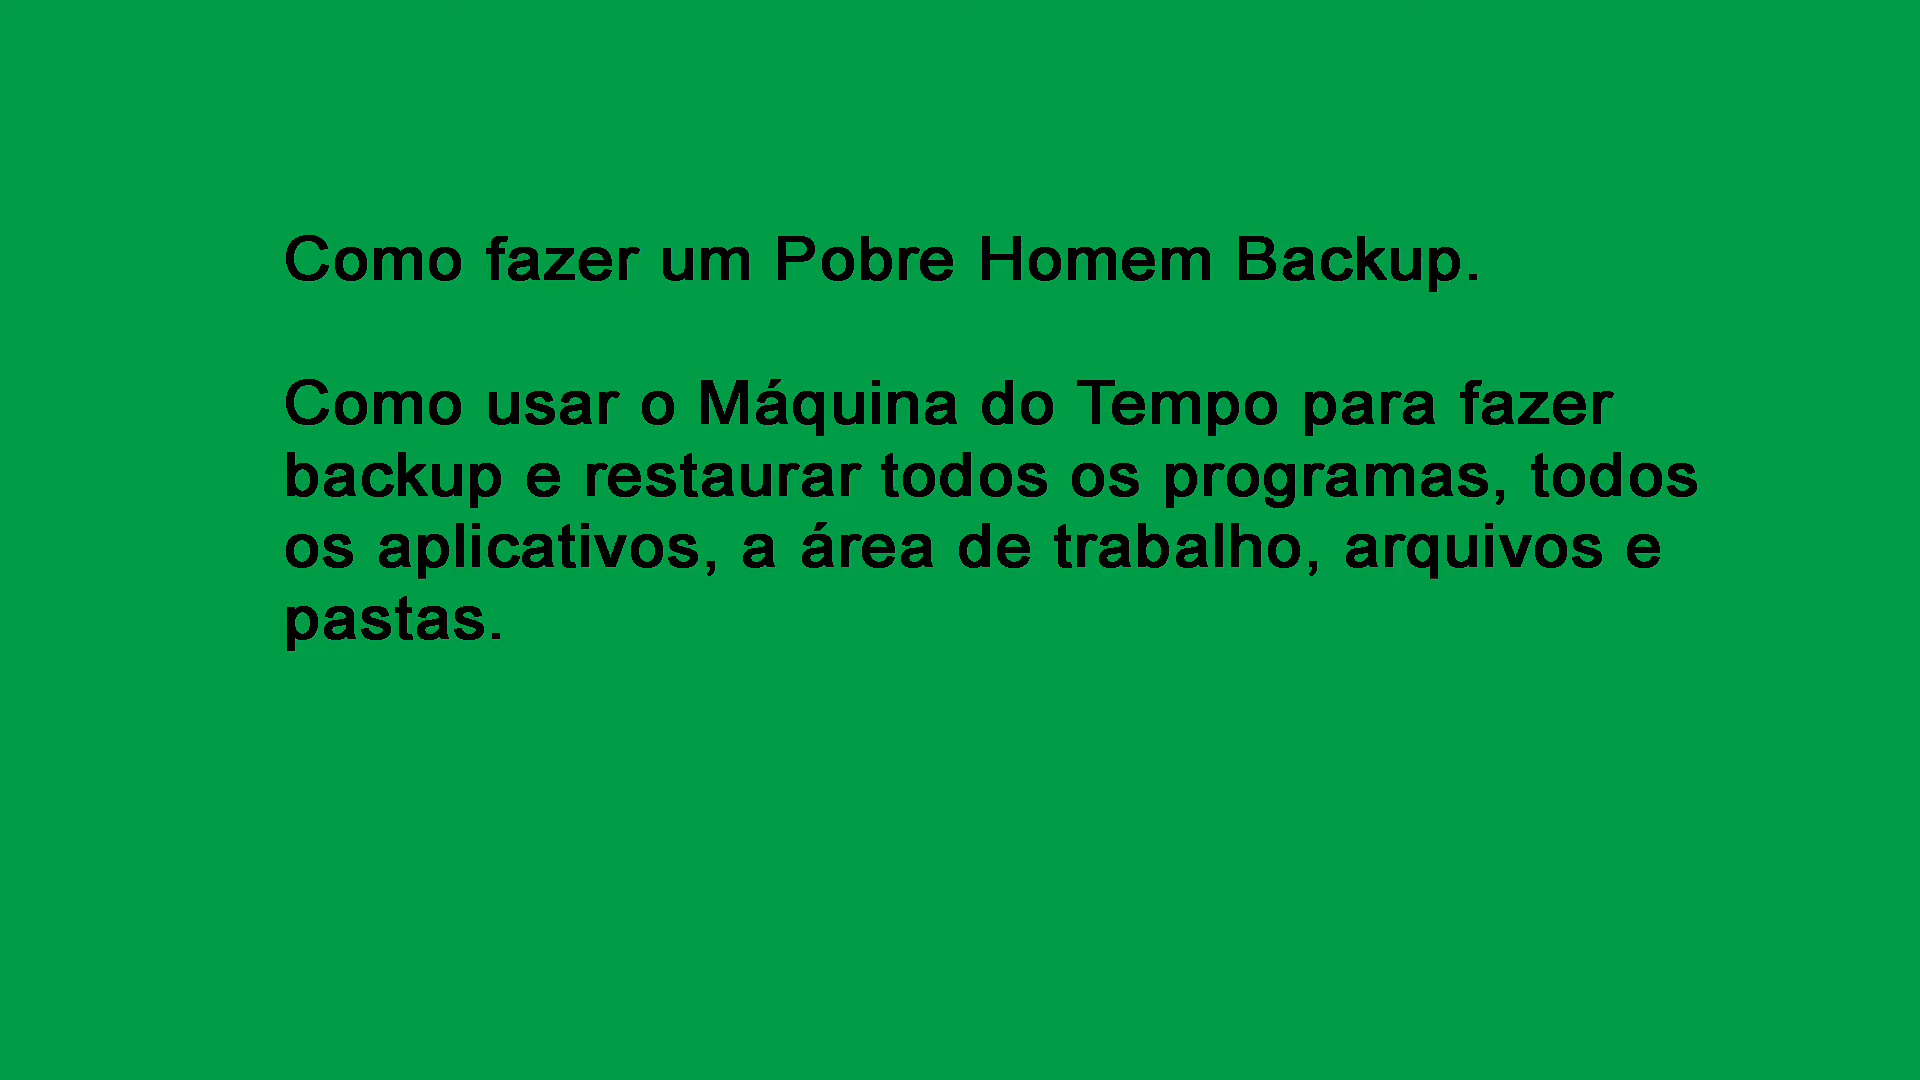 Como fazer um Pobre Homem Backup.
Como usar o Máquina do Tempo para fazer
backup e restaurar todos os programas, todos
os aplicativos, a área de trabalho, arquivos e
pastas.